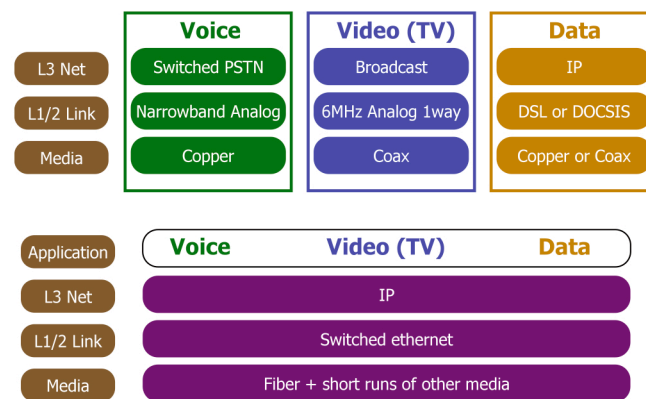 Voice Video (TV) Data
L3 Net Switched PSTN Broadcast IP
L1/2 Link Narrowband Analog 6MHz Analog 1way DSL or DOCSIS
Media Copper Coax Copper or Coax
Application Voice Video (TV) Data
L3 Net IP
L1/2 Link Switched ethernet
Media Fiber + short runs of other media